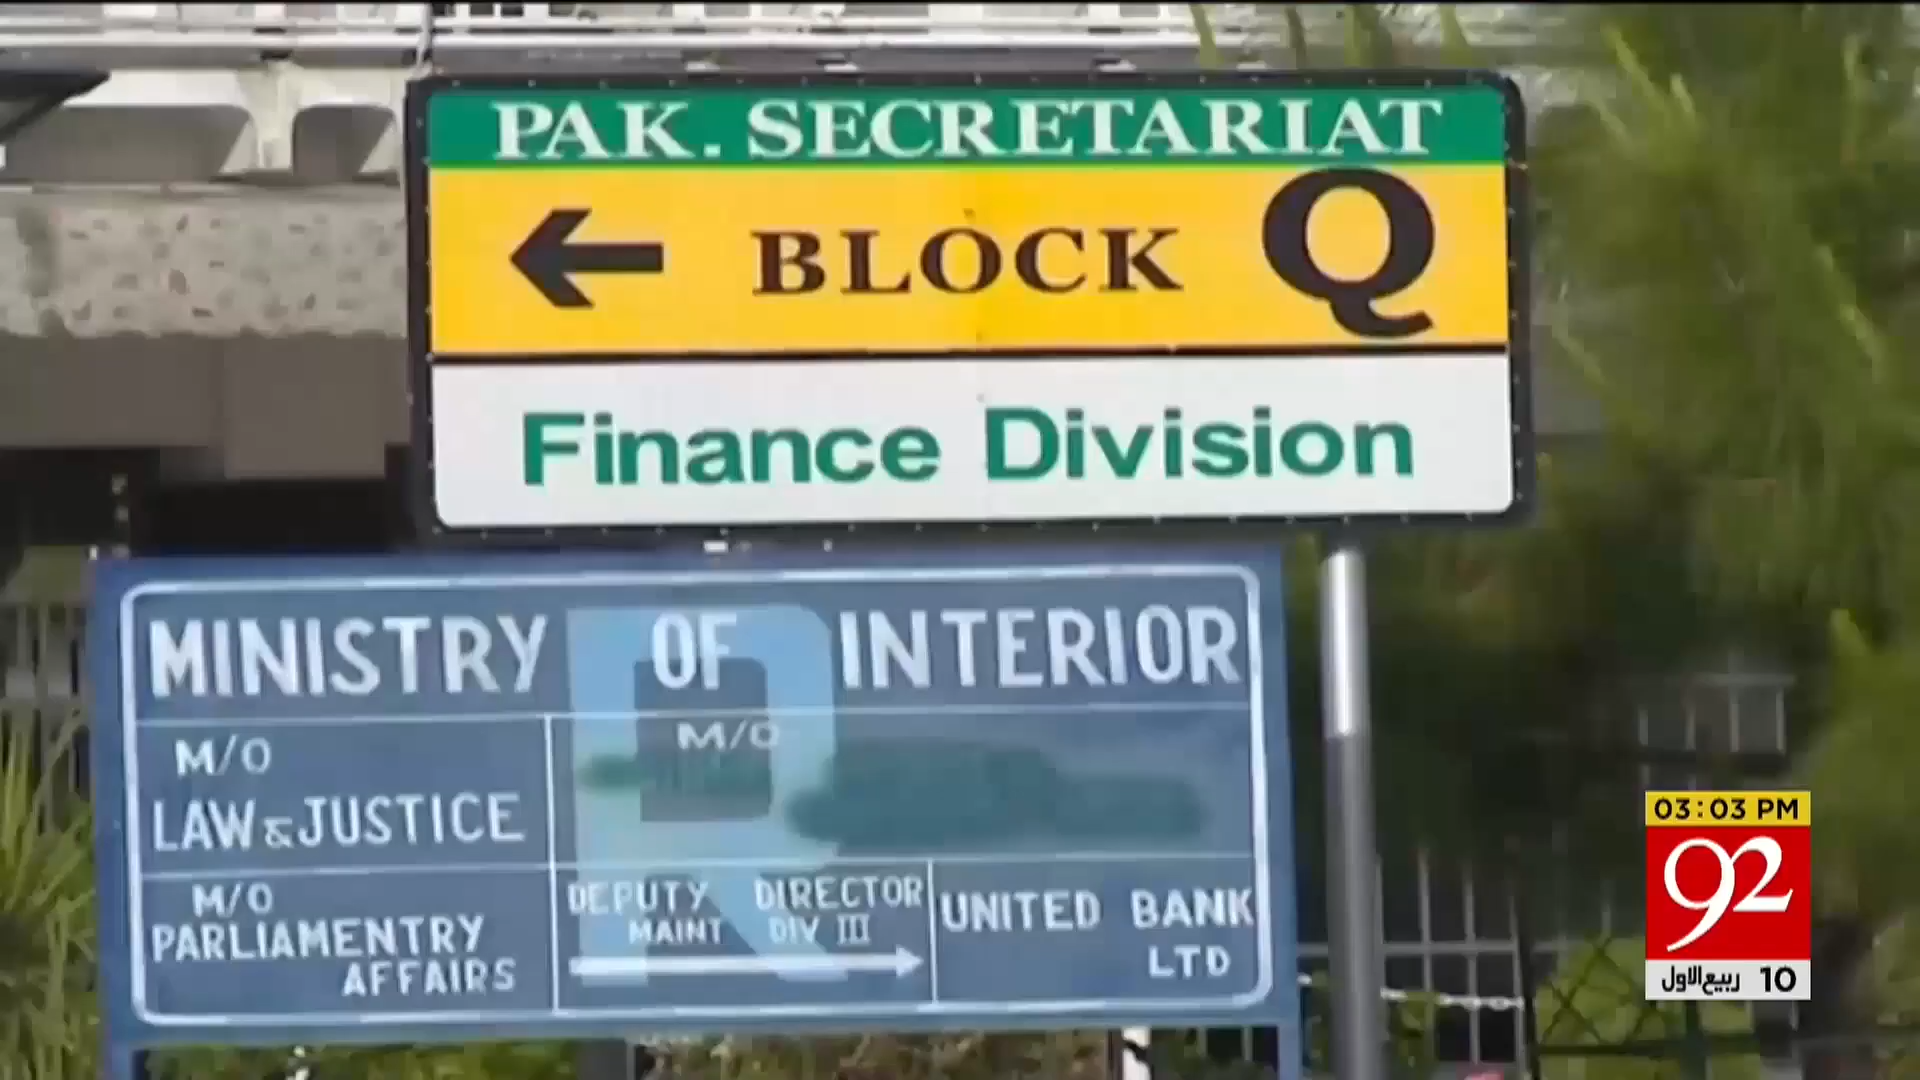 PAK. SECRETARIAT
BLOCK Q
Finance Division
MINISTRY OF INTERIOR
R
M/O
LAW & JUSTICE
M/O
M/O
PARLIAMENTRY
AFFAIRS
DEPUTY DIRECTOR
MAINT DIV III
UNITED BANK
LTD
03:03 PM
92
10 ربیع الاول